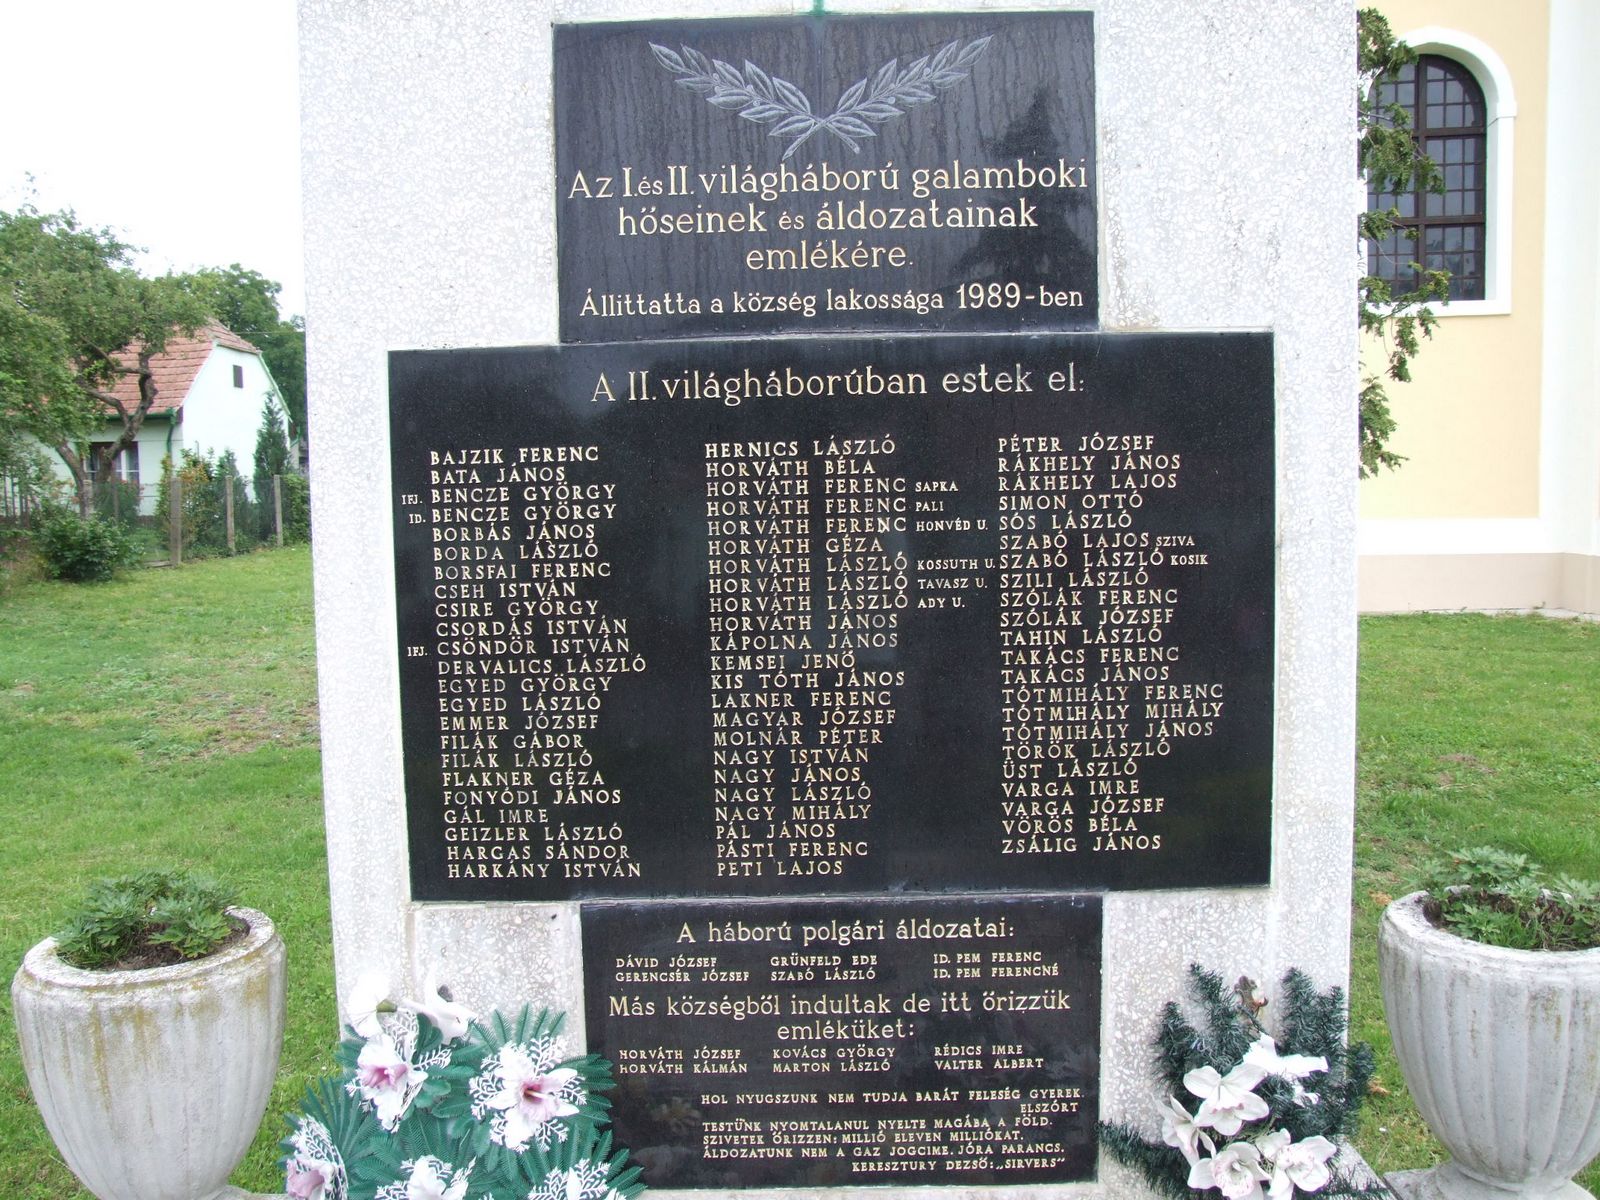 Az I. és II. világháború galamboki
hőseinek és áldozatainak
emlékére.
Állittatta a község lakossága 1989-ben
A II. világháborúban estek el:
BAJZIK FERENC
BATA JÁNOS
IFJ. BENCZE GYÖRGY
ID. BENCZE GYÖRGY
BORBÁS JÁNOS
BORDA LÁSZLÓ
BORSFAI FERENC
CSEH ISTVÁN
CSIRE GYÖRGY
CSORDÁS ISTVÁN
IFJ. CSÖNDÖR ISTVÁN
DERVALICS LÁSZLÓ
EGYED GYÖRGY
EGYED LÁSZLÓ
EMMER JÓZSEF
FILÁK GÁBOR
FILÁK LÁSZLÓ
FLAKNER GÉZA
FONYÓDI JÁNOS
GÁL IMRE
GEIZLER LÁSZLÓ
HARGAS SÁNDOR
HARKÁNY ISTVÁN
HERNICS LÁSZLÓ
HORVÁTH BÉLA
HORVÁTH FERENC SAPKA
HORVÁTH FERENC PALI
HORVÁTH FERENC HONVÉD U.
HORVÁTH GÉZA
HORVÁTH LÁSZLÓ KOSSUTH U.
HORVÁTH LÁSZLÓ TAVASZ U.
HORVÁTH LÁSZLÓ ADY U.
HORVÁTH JÁNOS
KÁPOLNA JÁNOS
KEMSEI JENŐ
KIS TÓTH JÁNOS
LAKNER FERENC
MAGYAR JÓZSEF
MOLNÁR PÉTER
NAGY ISTVÁN
NAGY JÁNOS
NAGY LÁSZLÓ
NAGY MIHÁLY
PÁL JÁNOS
PÁSTI FERENC
PETI LAJOS
PÉTER JÓZSEF
RÁKHELY JÁNOS
RÁKHELY LAJOS
SIMON OTTÓ
SÓS LÁSZLÓ
SZABÓ LAJOS SZIVA
SZABÓ LÁSZLÓ KOSIK
SZILI LÁSZLÓ
SZÓLÁK FERENC
SZÓLÁK JÓZSEF
TAHIN LÁSZLÓ
TAKÁCS FERENC
TAKÁCS JÁNOS
TÓTMIHÁLY FERENC
TÓTMIHÁLY MIHÁLY
TÓTMIHÁLY JÁNOS
TÖRÖK LÁSZLÓ
ÜST LÁSZLÓ
VARGA IMRE
VARGA JÓZSEF
VÖRÖS BÉLA
ZSÁLIG JÁNOS
A háború polgári áldozatai:
DÁVID JÓZSEF GRÜNFELD EDE ID. PEM FERENC
GERENCSÉR JÓZSEF SZABÓ LÁSZLÓ ID. PEM FERENCNÉ
Más községből indultak de itt őrizzük
emléküket:
HORVÁTH JÓZSEF KOVÁCS GYÖRGY RÉDICS IMRE
HORVÁTH KÁLMÁN MARTON LÁSZLÓ VALTER ALBERT
HOL NYUGSZUNK NEM TUDJA BARÁT FELESÉG GYEREK.
ELSZÓRT
TESTÜNK NYOMTALANUL NYELTE MAGÁBA A FÖLD.
SZIVETEK ŐRIZZEN: MILLIÓ ELEVEN MILLIÓKAT.
ÁLDOZATUNK NEM A GAZ JOGCIME. JÓRA PARANCS.
KERESZTURY DEZSŐ: „SIRVERS"